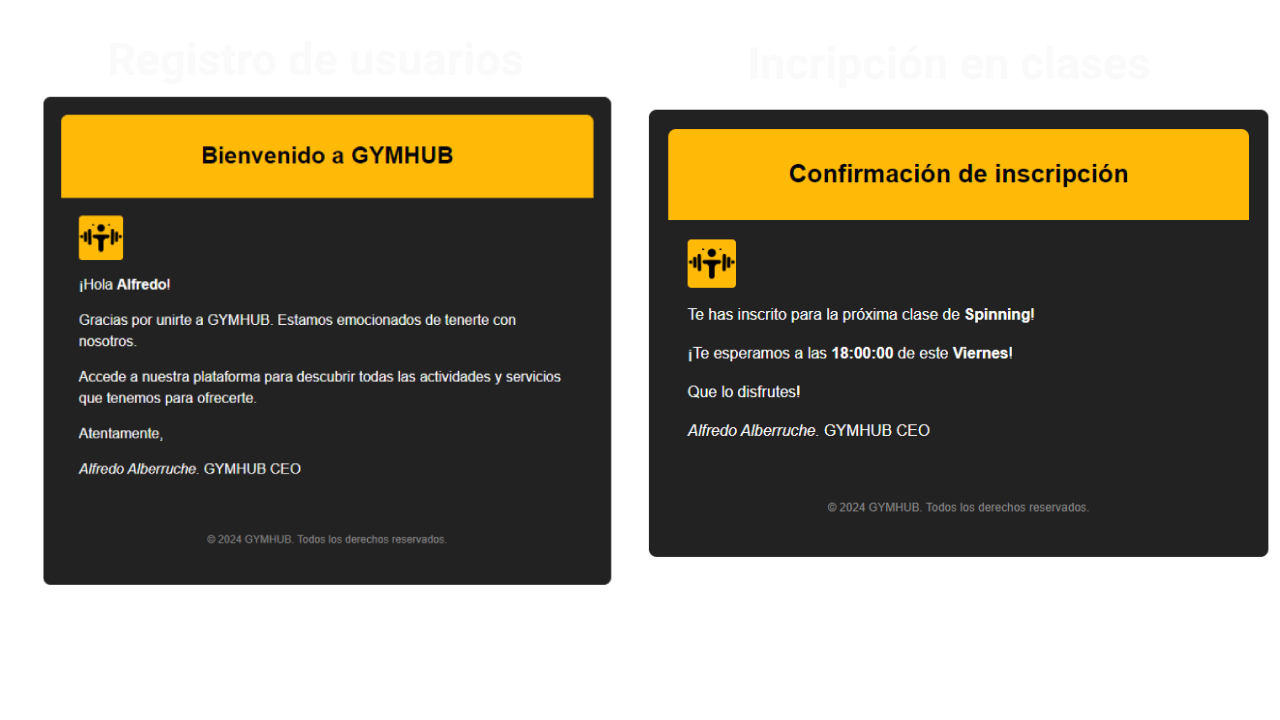 Registro de usuarios
Bienvenido a GYMHUB
¡Hola Alfredo!
Gracias por unirte a GYMHUB. Estamos emocionados de tenerte con
nosotros.
Accede a nuestra plataforma para descubrir todas las actividades y servicios
que tenemos para ofrecerte.
Atentamente,
Alfredo Alberruche. GYMHUB CEO
© 2024 GYMHUB. Todos los derechos reservados.
Incripción en clases
Confirmación de inscripción
Te has inscrito para la próxima clase de Spinning!
¡Te esperamos a las 18:00:00 de este Viernes!
Que lo disfrutes!
Alfredo Alberruche. GYMHUB CEO
© 2024 GYMHUB. Todos los derechos reservados.